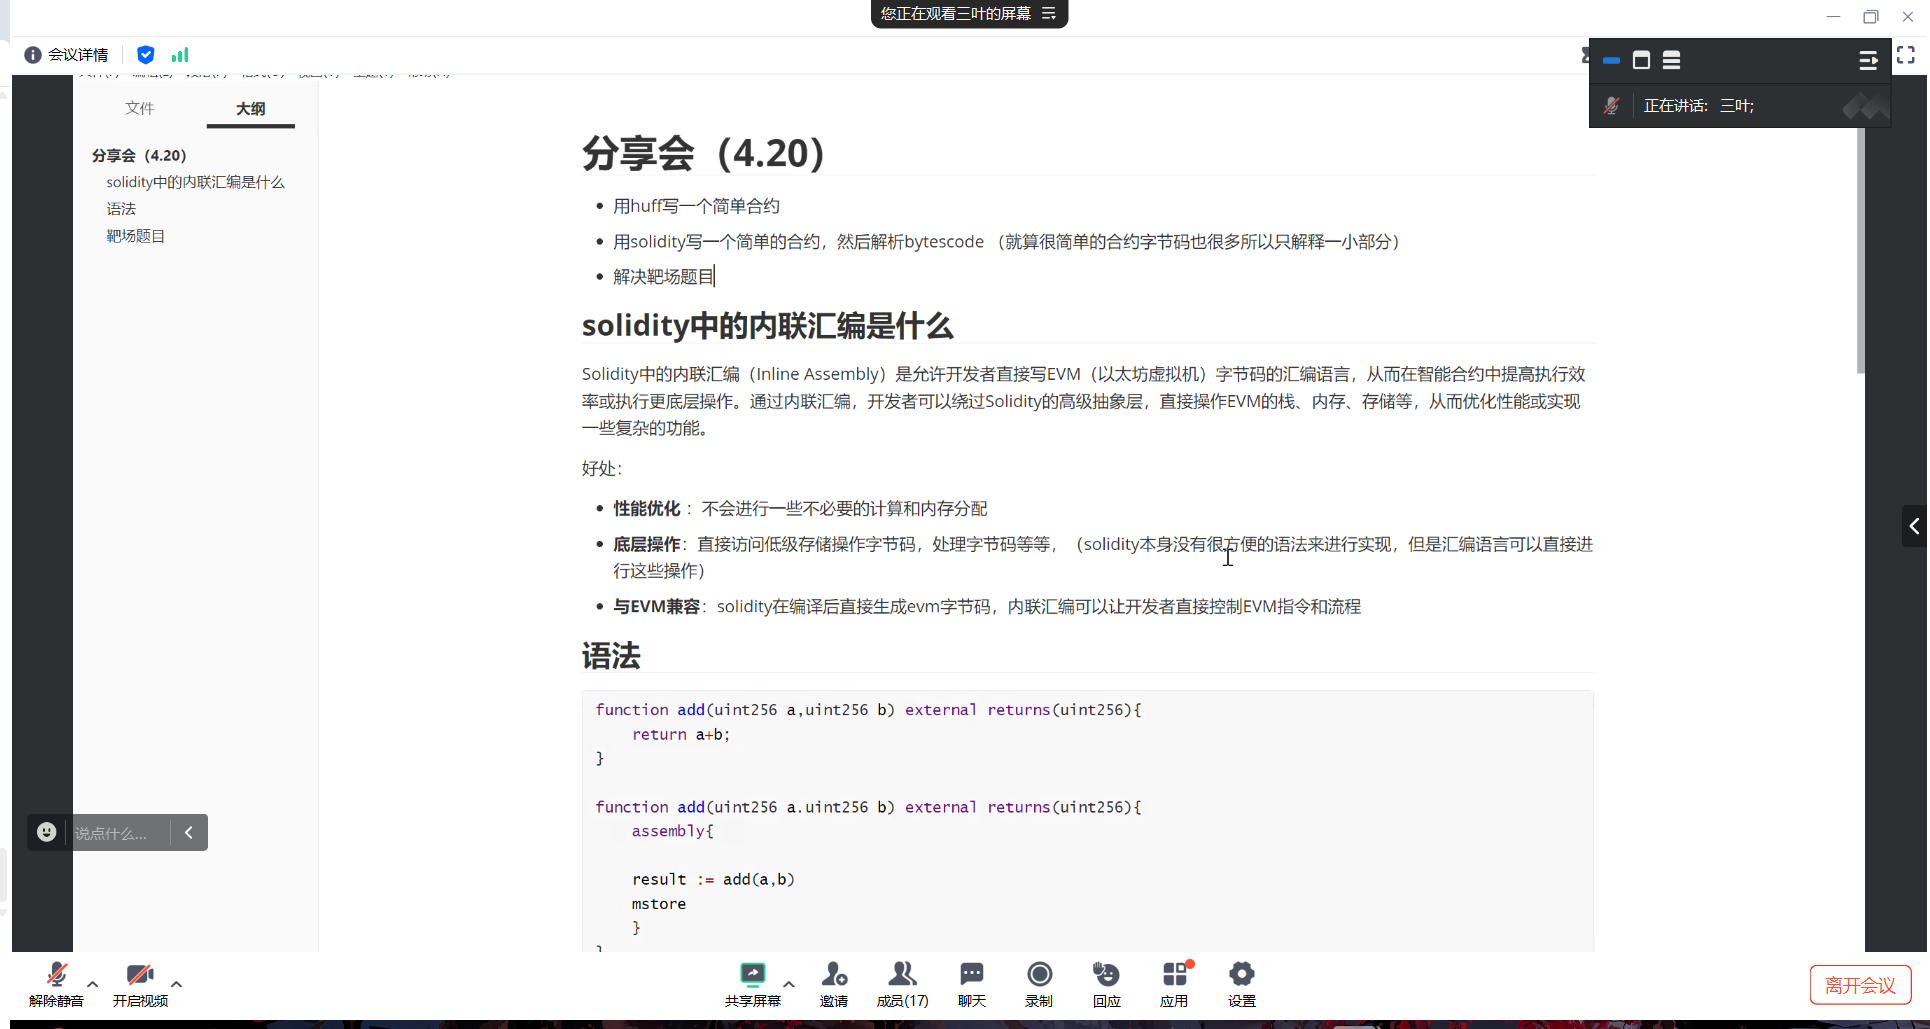 您正在观看三叶的屏幕
会议详情
正在讲话: 三叶;
文件
大纲
分享会（4.20）
solidity中的内联汇编是什么
语法
靶场题目
分享会（4.20）
用huff写一个简单合约
用solidity写一个简单的合约，然后解析bytescode （就算很简单的合约字节码也很多所以只解释一小部分）
解决靶场题目
solidity中的内联汇编是什么
Solidity中的内联汇编（Inline Assembly）是允许开发者直接写EVM（以太坊虚拟机）字节码的汇编语言，从而在智能合约中提高执行效
率或执行更底层操作。通过内联汇编，开发者可以绕过Solidity的高级抽象层，直接操作EVM的栈、内存、存储等，从而优化性能或实现
一些复杂的功能。
好处：
性能优化 ： 不会进行一些不必要的计算和内存分配
底层操作：直接访问低级存储操作字节码，处理字节码等等，（solidity本身没有很方便的语法来进行实现，但是汇编语言可以直接进
行这些操作）
与EVM兼容：solidity在编译后直接生成evm字节码，内联汇编可以让开发者直接控制EVM指令和流程
语法
function add(uint256 a,uint256 b) external returns(uint256){
return a+b;
}
function add(uint256 a.uint256 b) external returns(uint256){
assembly{
result := add(a,b)
mstore
}
说点什么...
解除静音
开启视频
共享屏幕
邀请
成员(17)
聊天
录制
回应
应用
设置
离开会议